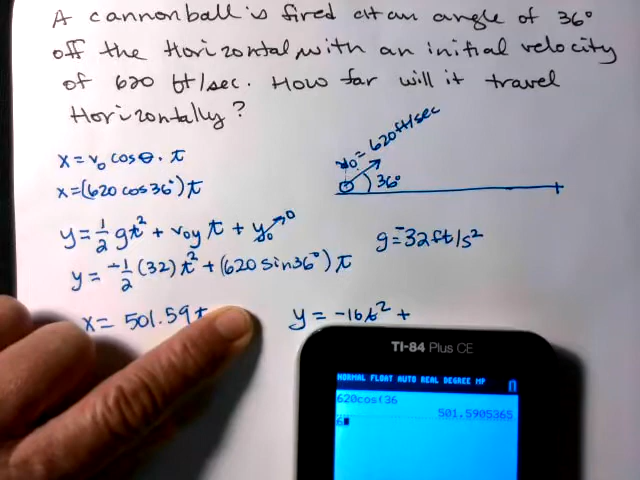 A cannonball is fired at an angle of 36°
off the Horizontal, with an initial velocity
of 620 ft/sec. How far will it travel
Horizontally?
x = v₀ cosθ · t
x = (620 cos 36°) t
v₀ = 620 ft/sec
36°
y = 1/2 gt² + v₀y t + y₀ 0
g = -32 ft/s²
y = -1/2 (32) t² + (620 sin 36°) t
x = 501.59 t
y = -16t² +
TI-84 Plus CE
NORMAL FLOAT AUTO REAL DEGREE MP
620cos(36
501.5905365
6